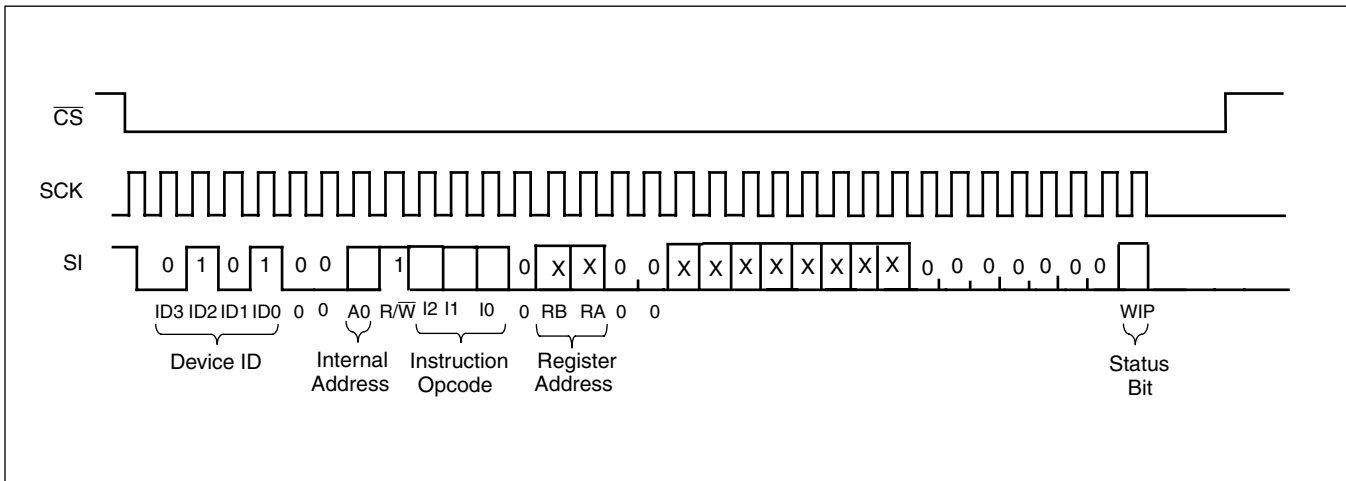 C̅S̅
SCK
SI
0 1 0 1 0 0 1 0 X X 0 0 X X X X X X X X 0 0 0 0 0 0 0
ID3 ID2 ID1 ID0 0 0 A0 R/W̅ I2 I1 I0 0 RB RA 0 0 WIP
Device ID
Internal Address
Instruction Opcode
Register Address
Status Bit